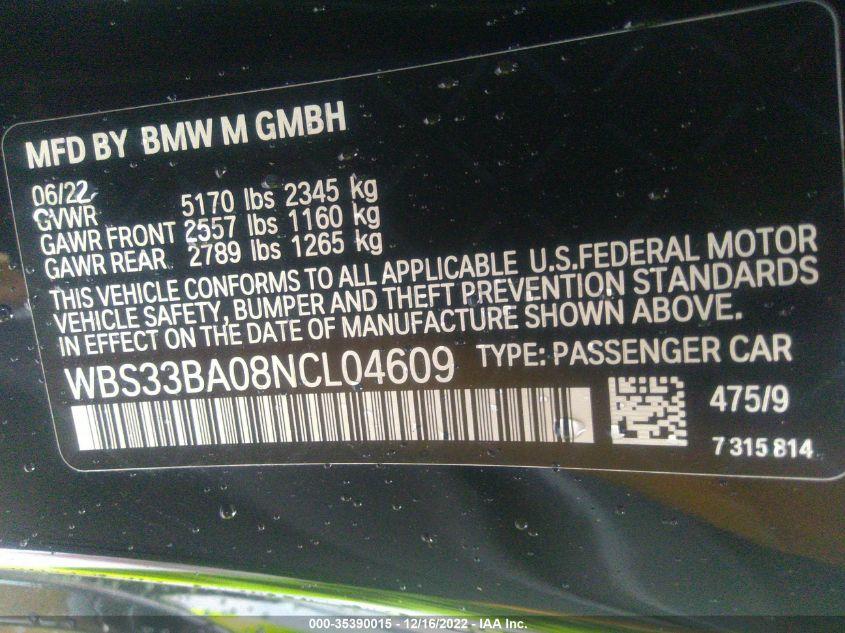 MFD BY BMW M GMBH
06/22
GVWR 5170 lbs 2345 kg
GAWR FRONT 2557 lbs 1160 kg
GAWR REAR 2789 lbs 1265 kg
THIS VEHICLE CONFORMS TO ALL APPLICABLE U.S.FEDERAL MOTOR
VEHICLE SAFETY, BUMPER AND THEFT PREVENTION STANDARDS
IN EFFECT ON THE DATE OF MANUFACTURE SHOWN ABOVE.
WBS33BA08NCL04609 TYPE: PASSENGER CAR
475/9
7 315 814
000-35390015 - 12/16/2022 - IAA Inc.